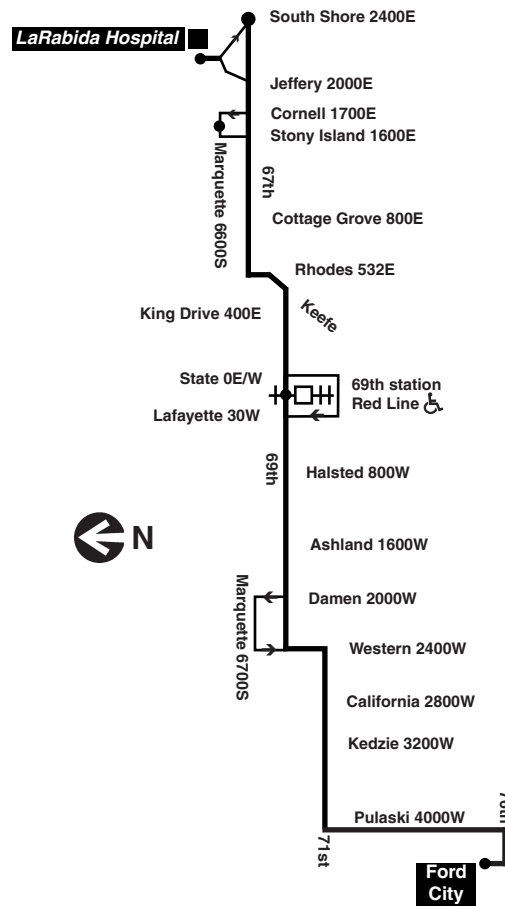 South Shore 2400E
LaRabida Hospital
Jeffery 2000E
Cornell 1700E
Stony Island 1600E
Marquette 6600S
67th
Cottage Grove 800E
Rhodes 532E
Keefe
King Drive 400E
State 0E/W
69th station
Red Line
Lafayette 30W
69th
Halsted 800W
N
Ashland 1600W
Damen 2000W
Marquette 6700S
Western 2400W
California 2800W
Kedzie 3200W
Pulaski 4000W
71st
Ford
City